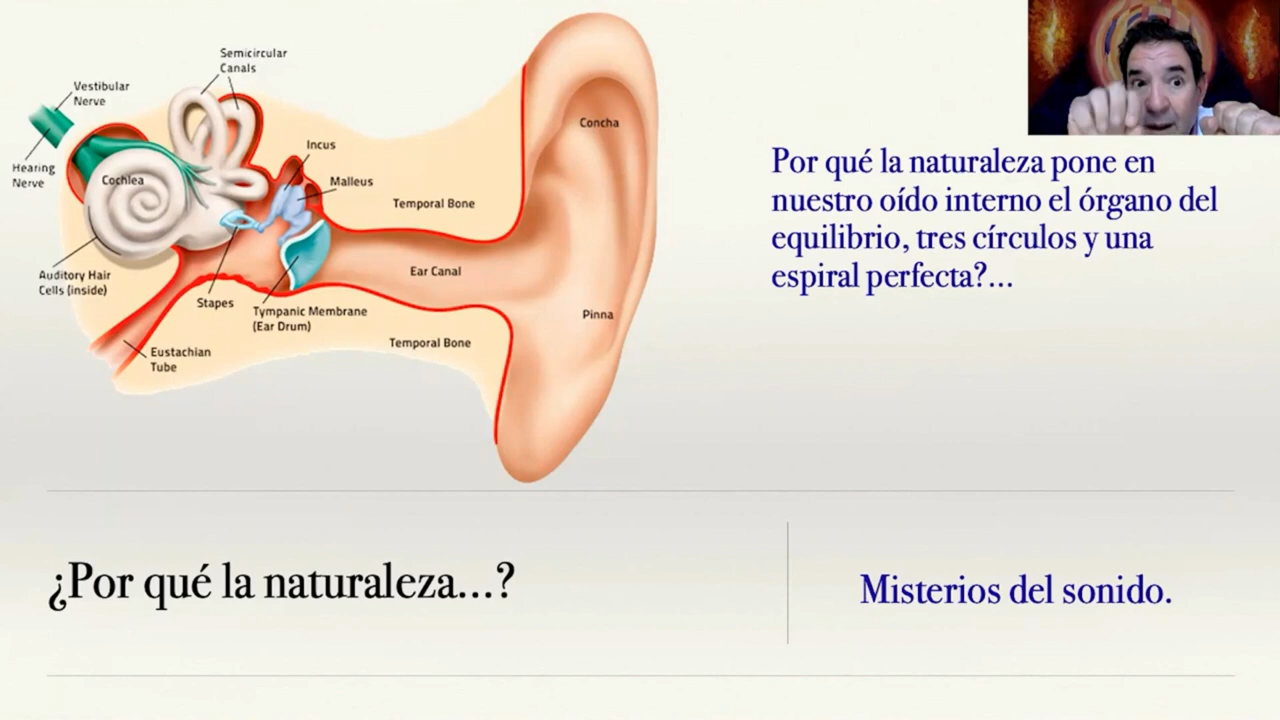 Semicircular
Canals
Vestibular
Nerve
Hearing
Nerve
Cochlea
Incus
Malleus
Concha
Temporal Bone
Auditory Hair
Cells (inside)
Ear Canal
Stapes
Tympanic Membrane
(Ear Drum)
Pinna
Temporal Bone
Eustachian
Tube
Por qué la naturaleza pone en
nuestro oído interno el órgano del
equilibrio, tres círculos y una
espiral perfecta?...
¿Por qué la naturaleza...?
Misterios del sonido.